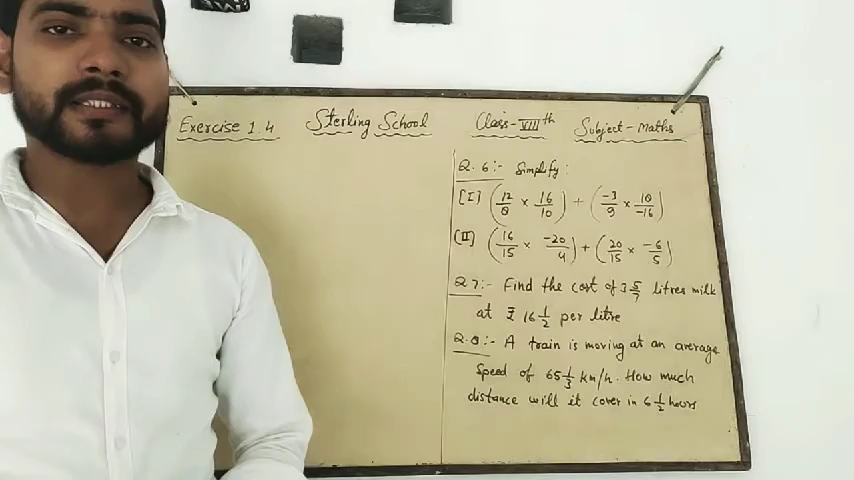 Exercise 1.4 Sterling School Class-VIIIth Subject-Maths
Q.6:- Simplify:
[I] (12/8 × 16/10) + (-3/9 × 18/-16)
[II] (16/15 × -20/4) + (20/15 × -6/5)
Q.7:- Find the cost of 3 5/7 litres milk
at ₹ 16 1/2 per litre
Q.8:- A train is moving at an average
Speed of 65 1/3 km/h. How much
distance will it cover in 6 1/2 hours